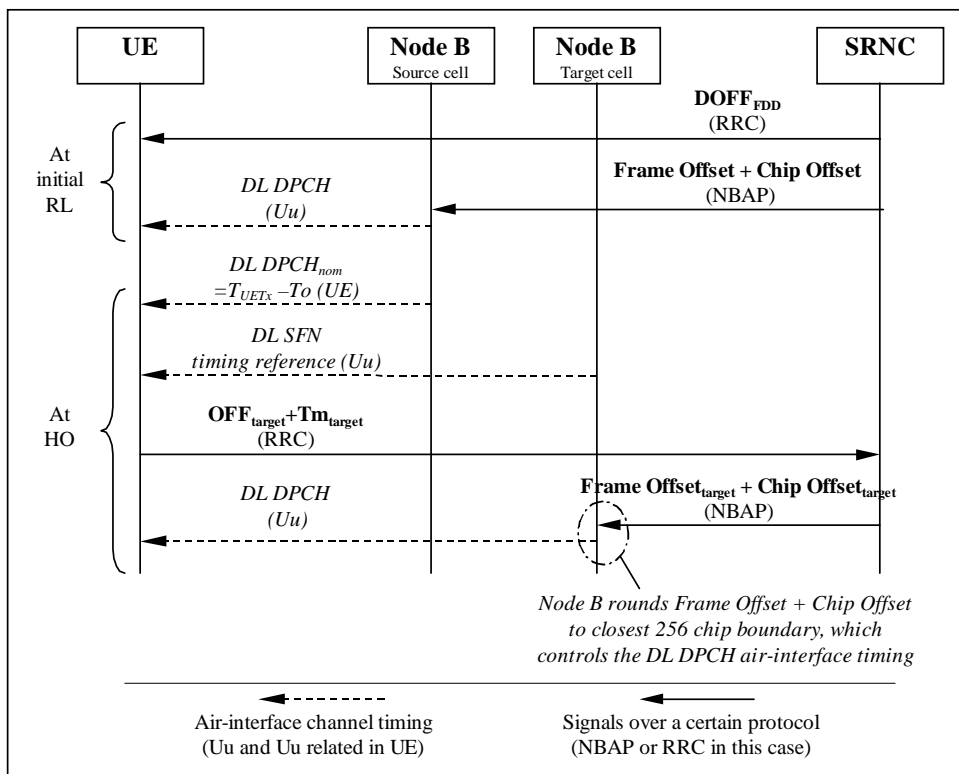 UE
Node B
Source cell
Node B
Target cell
SRNC
DOFF_FDD
(RRC)
At
initial
RL
Frame Offset + Chip Offset
(NBAP)
DL DPCH
(Uu)
DL DPCH_nom
=T_UETx –To (UE)
DL SFN
timing reference (Uu)
At
HO
OFF_target+Tm_target
(RRC)
Frame Offset_target + Chip Offset_target
(NBAP)
DL DPCH
(Uu)
Node B rounds Frame Offset + Chip Offset
to closest 256 chip boundary, which
controls the DL DPCH air-interface timing
Air-interface channel timing
(Uu and Uu related in UE)
Signals over a certain protocol
(NBAP or RRC in this case)